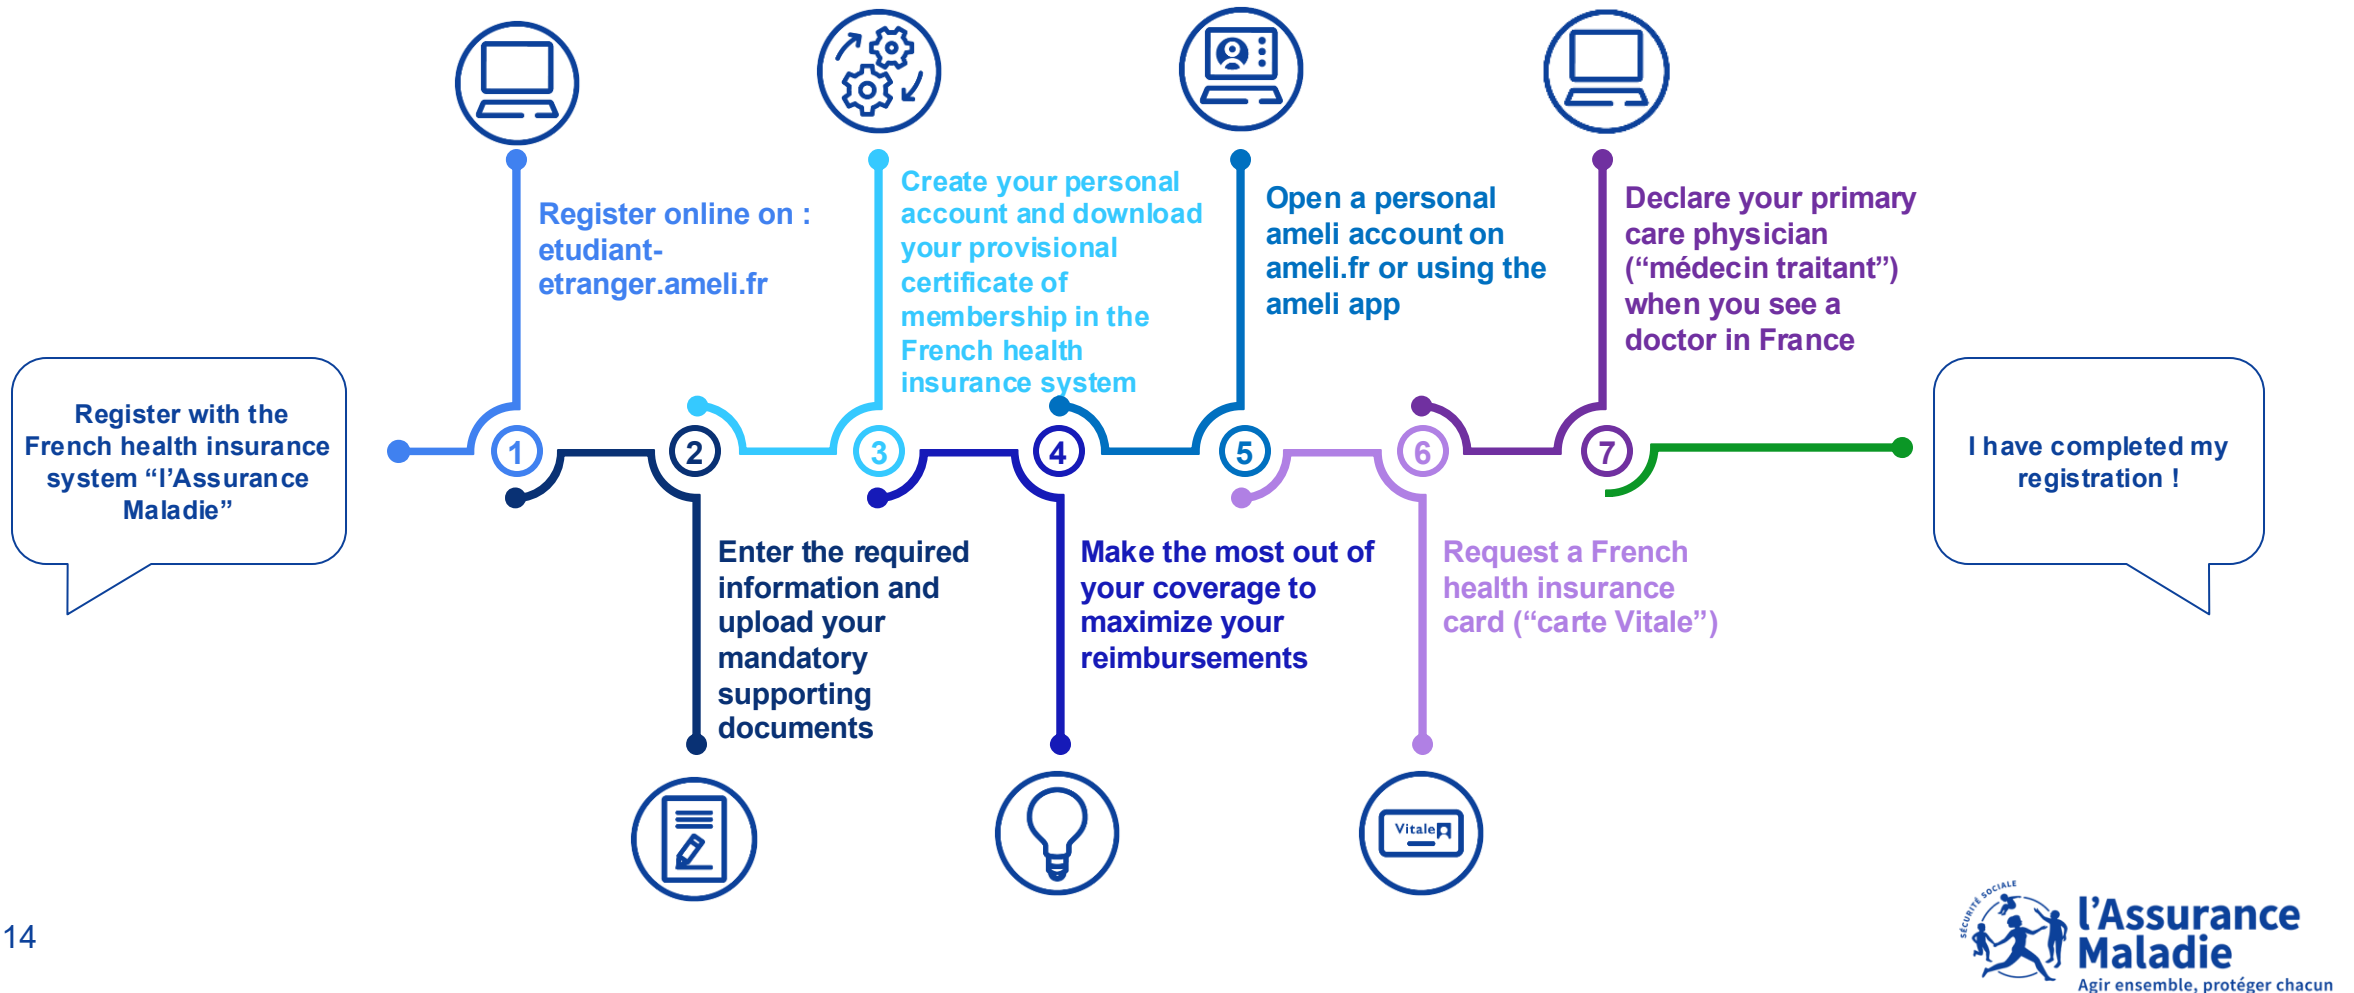 Register with the
French health insurance
system “l’Assurance
Maladie”
1
Register online on :
etudiant-
etranger.ameli.fr
2
Enter the required
information and
upload your
mandatory
supporting
documents
3
Create your personal
account and download
your provisional
certificate of
membership in the
French health
insurance system
4
Make the most out of
your coverage to
maximize your
reimbursements
5
Open a personal
ameli account on
ameli.fr or using the
ameli app
6
Request a French
health insurance
card (“carte Vitale”)
Vitale
7
Declare your primary
care physician
(“médecin traitant”)
when you see a
doctor in France
I have completed my
registration !
14
SÉCURITÉ SOCIALE
l’Assurance
Maladie
Agir ensemble, protéger chacun